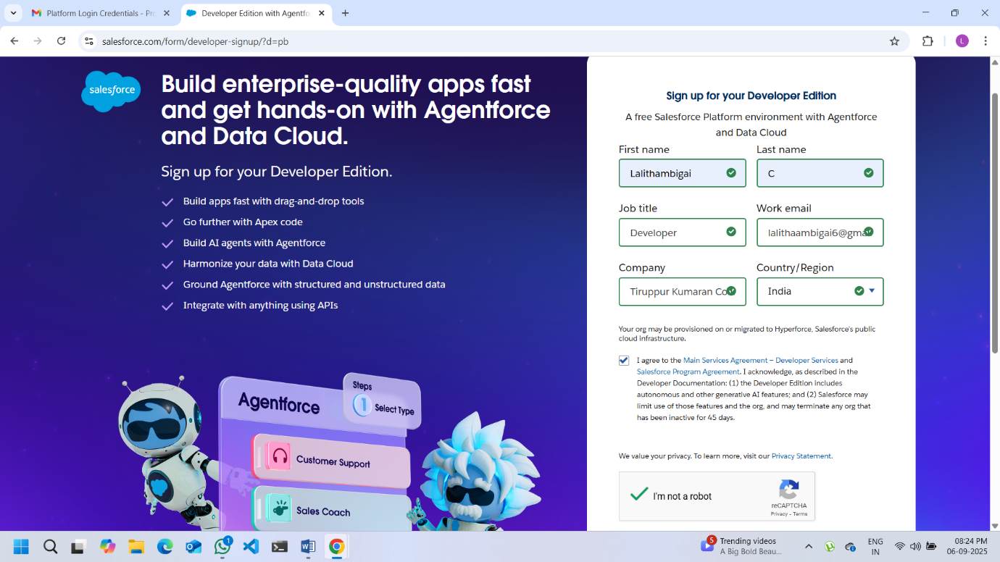 Platform Login Credentials - Pro
Developer Edition with Agentfo
salesforce.com/form/developer-signup/?d=pb
L
salesforce
Build enterprise-quality apps fast
and get hands-on with Agentforce
and Data Cloud.
Sign up for your Developer Edition.
Build apps fast with drag-and-drop tools
Go further with Apex code
Build AI agents with Agentforce
Harmonize your data with Data Cloud
Ground Agentforce with structured and unstructured data
Integrate with anything using APIs
Agentforce
Steps
1 Select Type
Customer Support
Sales Coach
salesforce
Sign up for your Developer Edition
A free Salesforce Platform environment with Agentforce
and Data Cloud
First name Last name
Lalithambigai C
Job title Work email
Developer lalithaambigai6@gma
Company Country/Region
Tiruppur Kumaran Co India
Your org may be provisioned on or migrated to Hyperforce, Salesforce's public
cloud infrastructure.
I agree to the Main Services Agreement – Developer Services and
Salesforce Program Agreement. I acknowledge, as described in the
Developer Documentation: (1) the Developer Edition includes
autonomous and other generative AI features; and (2) Salesforce may
limit use of those features and the org, and may terminate any org that
has been inactive for 45 days.
We value your privacy. To learn more, visit our Privacy Statement.
I'm not a robot
reCAPTCHA
Privacy - Terms
1
5
Trending videos
A Big Bold Beau...
ENG
IN
08:24 PM
06-09-2025